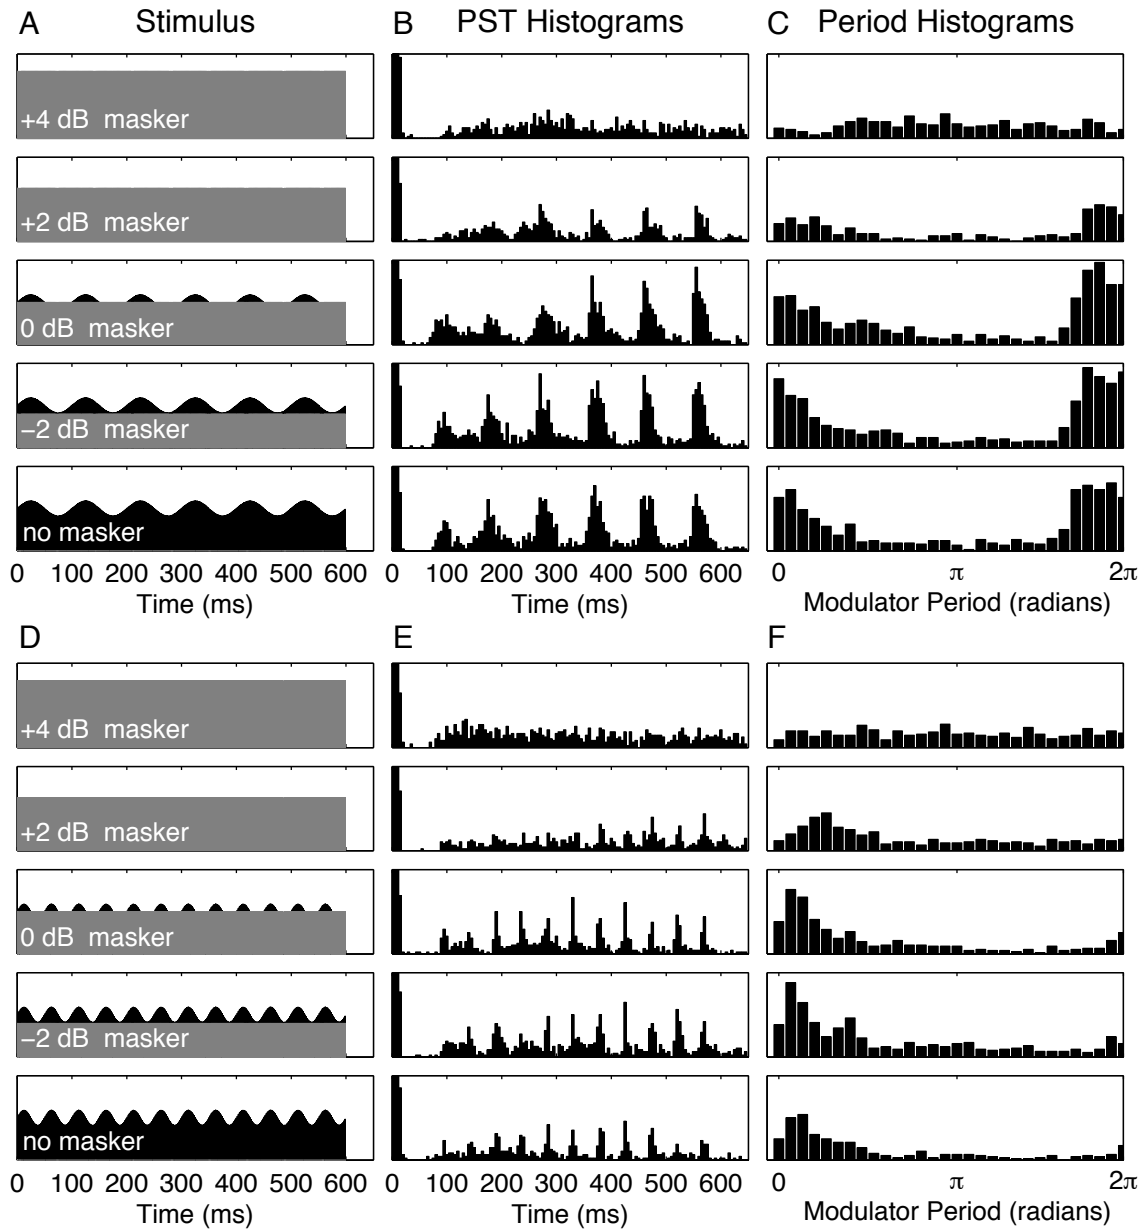 A Stimulus
B PST Histograms
C Period Histograms
+4 dB masker
+2 dB masker
0 dB masker
−2 dB masker
no masker
0 100 200 300 400 500 600
Time (ms)
0 100 200 300 400 500 600
Time (ms)
0 π 2π
Modulator Period (radians)
D
E
F
+4 dB masker
+2 dB masker
0 dB masker
−2 dB masker
no masker
0 100 200 300 400 500 600
Time (ms)
0 100 200 300 400 500 600
Time (ms)
0 π 2π
Modulator Period (radians)